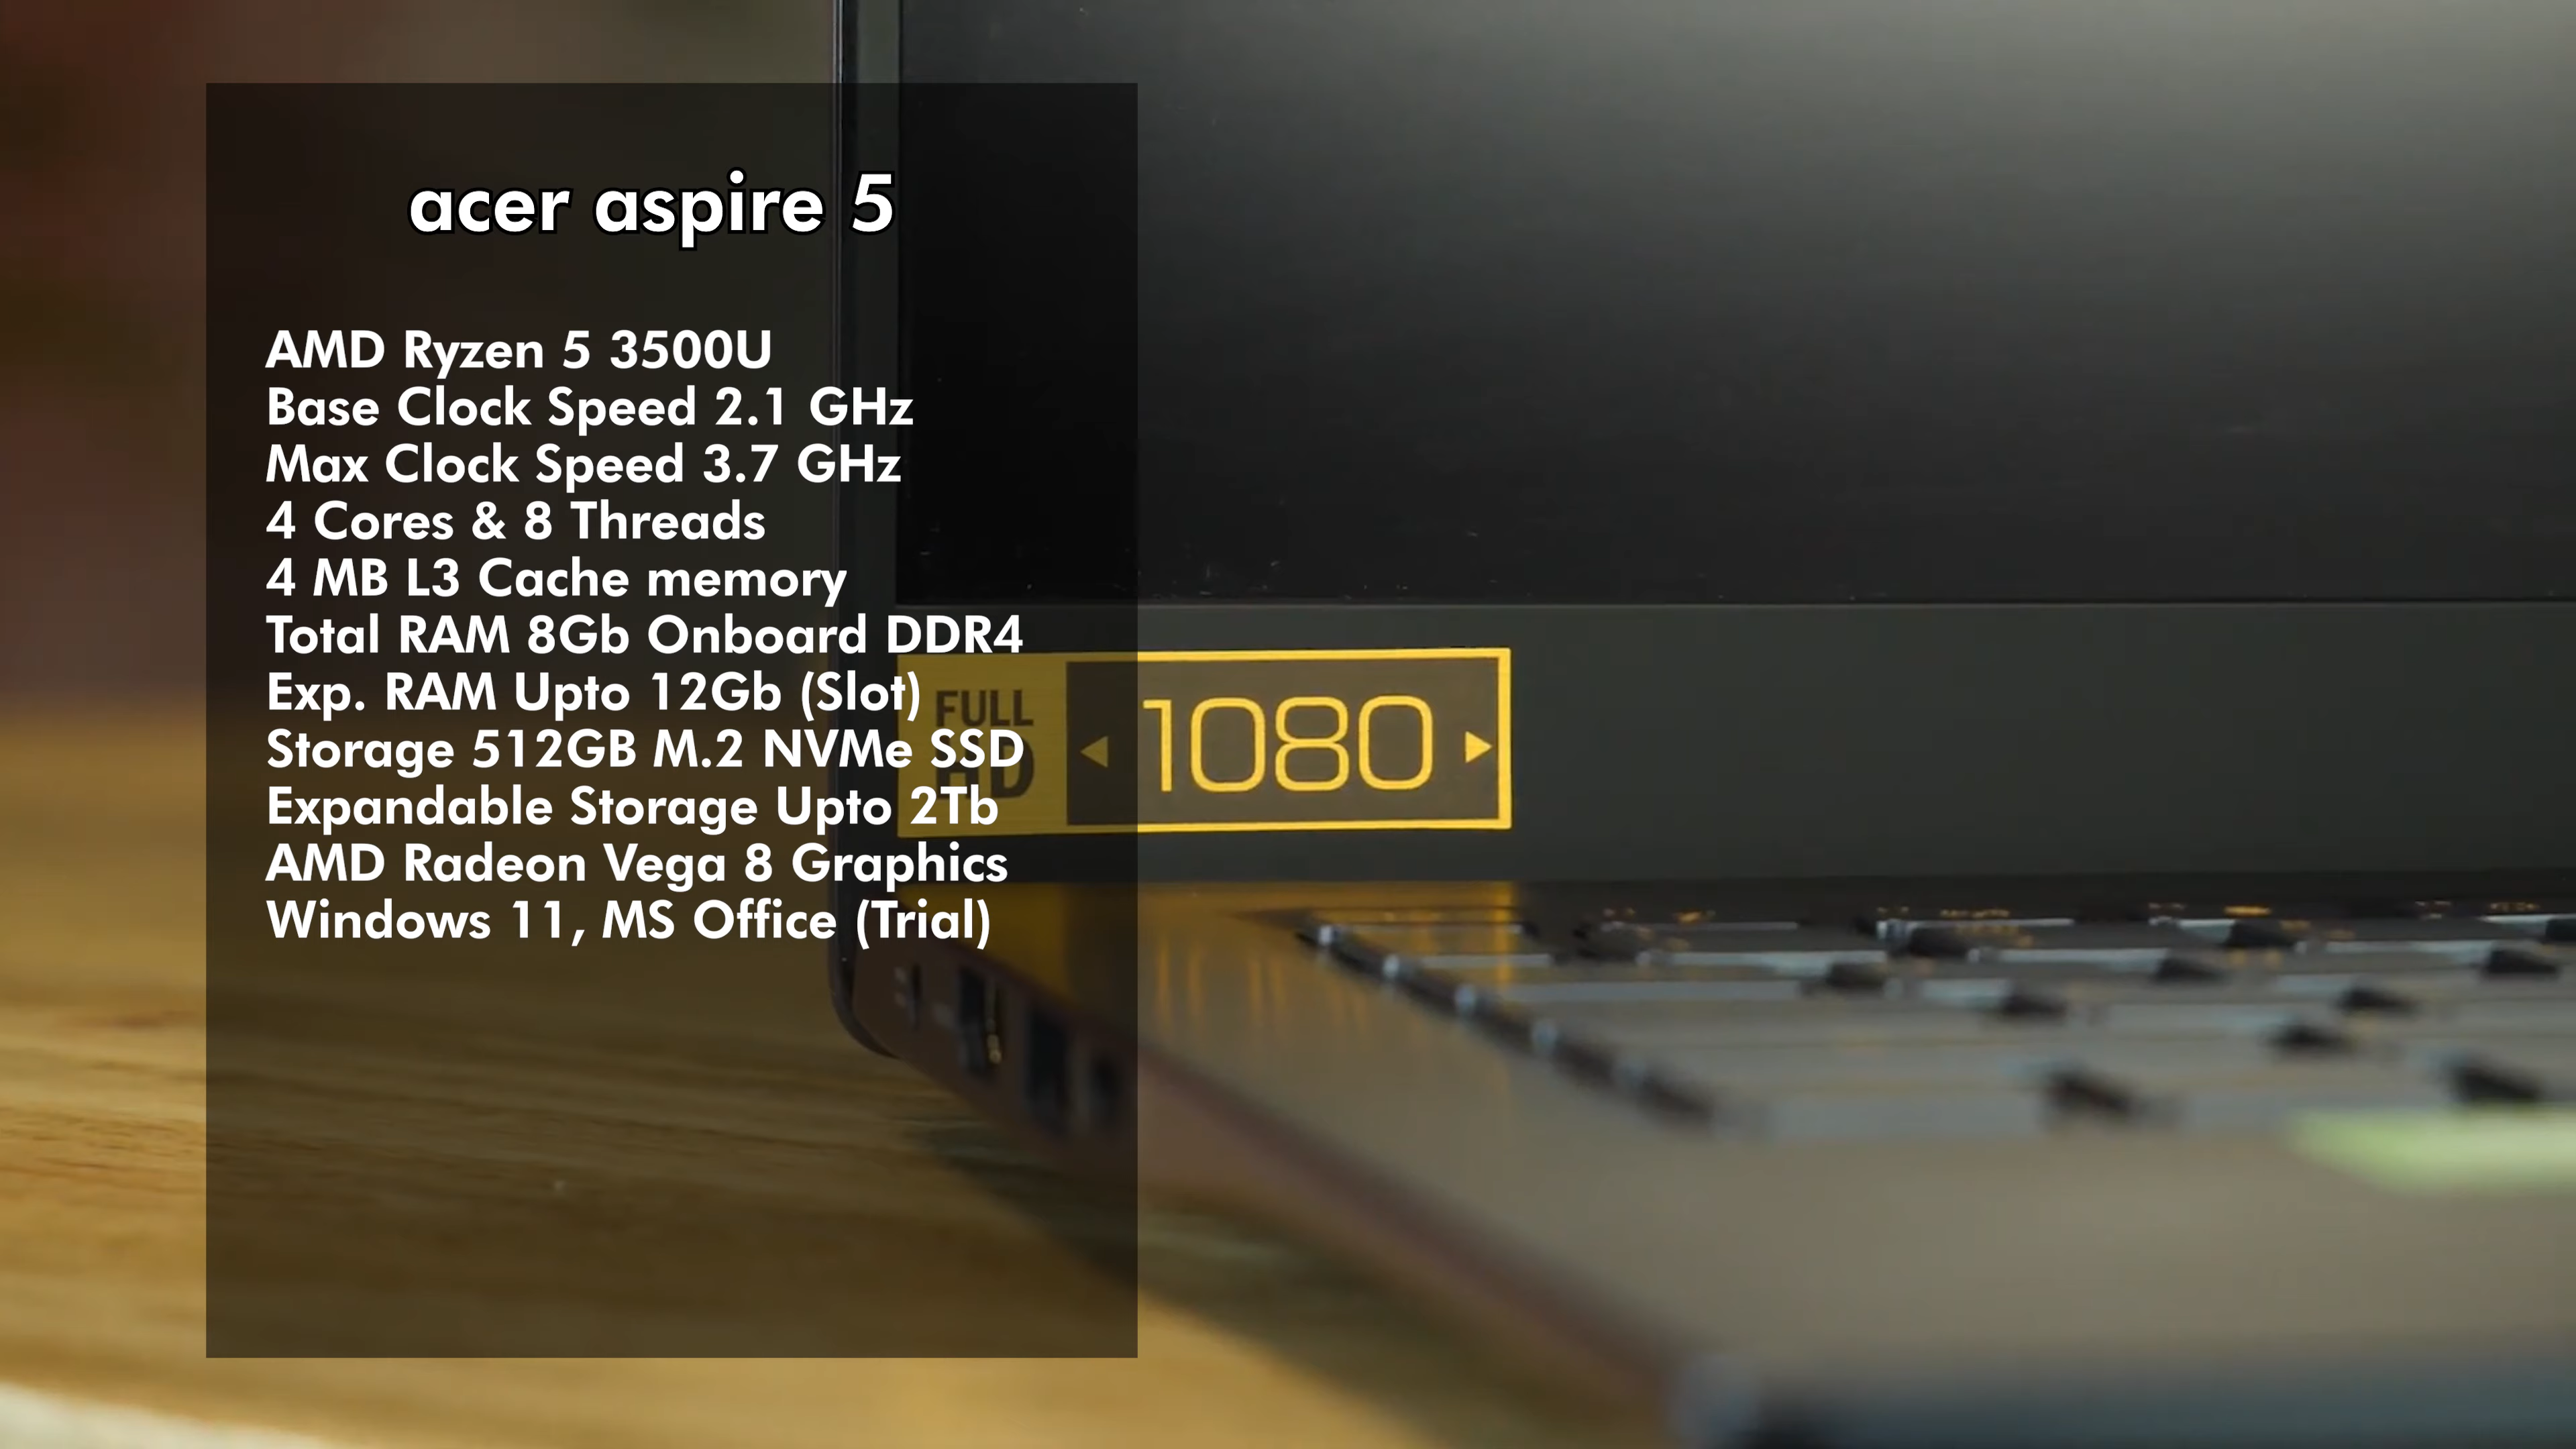 acer aspire 5
AMD Ryzen 5 3500U
Base Clock Speed 2.1 GHz
Max Clock Speed 3.7 GHz
4 Cores & 8 Threads
4 MB L3 Cache memory
Total RAM 8Gb Onboard DDR4
Exp. RAM Upto 12Gb (Slot)
Storage 512GB M.2 NVMe SSD
Expandable Storage Upto 2Tb
AMD Radeon Vega 8 Graphics
Windows 11, MS Office (Trial)
FULL
HD
1080